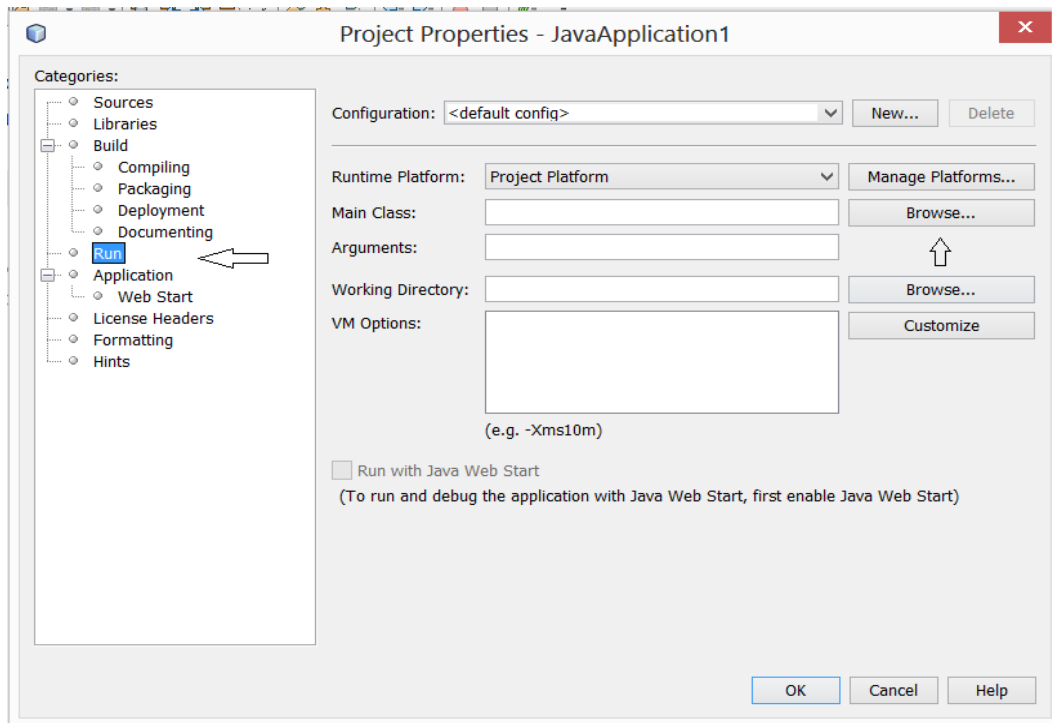 Project Properties - JavaApplication1
Categories:
Sources
Libraries
Build
Compiling
Packaging
Deployment
Documenting
Run
Application
Web Start
License Headers
Formatting
Hints
Configuration: <default config> New... Delete
Runtime Platform: Project Platform Manage Platforms...
Main Class: Browse...
Arguments:
Working Directory: Browse...
VM Options: Customize
(e.g. -Xms10m)
Run with Java Web Start
(To run and debug the application with Java Web Start, first enable Java Web Start)
OK Cancel Help